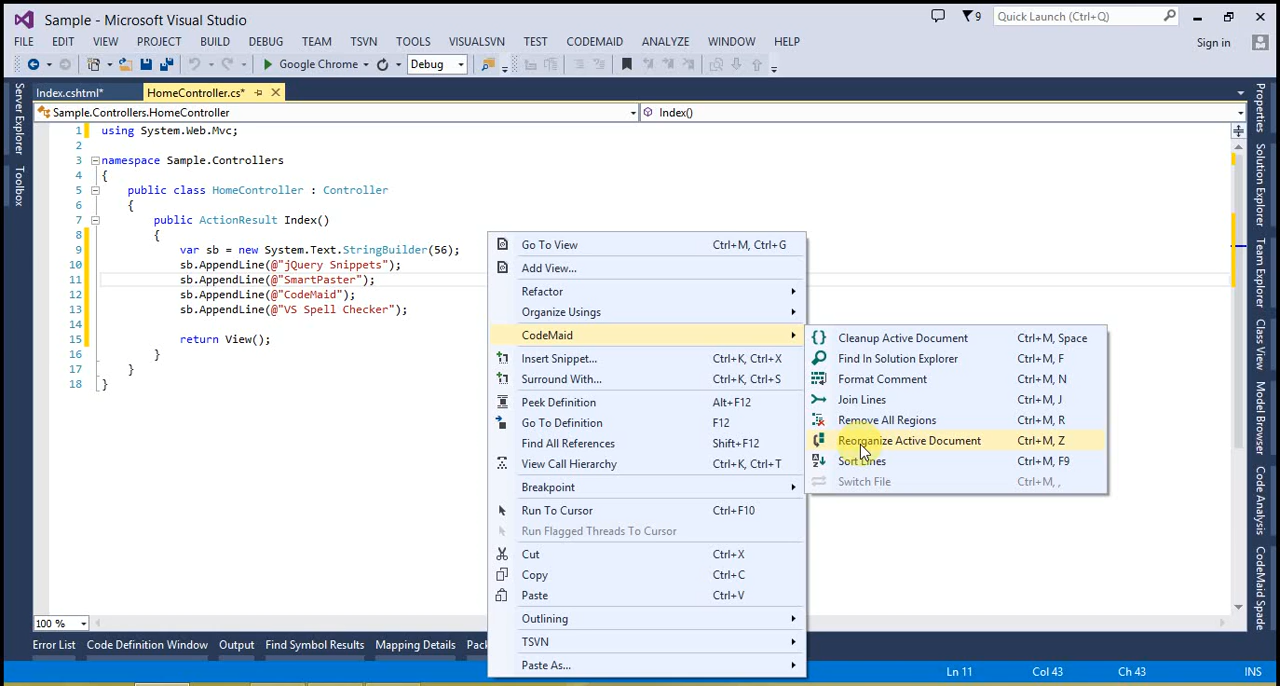 Sample - Microsoft Visual Studio
9
Quick Launch (Ctrl+Q)
FILE EDIT VIEW PROJECT BUILD DEBUG TEAM TSVN TOOLS VISUALSVN TEST CODEMAID ANALYZE WINDOW HELP
Sign in
Google Chrome Debug
Index.cshtml* HomeController.cs*
Sample.Controllers.HomeController Index()
1 using System.Web.Mvc;
2
3 namespace Sample.Controllers
4 {
5 public class HomeController : Controller
6 {
7 public ActionResult Index()
8 {
9 var sb = new System.Text.StringBuilder(56);
10 sb.AppendLine(@"jQuery Snippets");
11 sb.AppendLine(@"SmartPaster");
12 sb.AppendLine(@"CodeMaid");
13 sb.AppendLine(@"VS Spell Checker");
14
15 return View();
16 }
17 }
18 }
Go To View Ctrl+M, Ctrl+G
Add View...
Refactor
Organize Usings
CodeMaid
Insert Snippet... Ctrl+K, Ctrl+X
Surround With... Ctrl+K, Ctrl+S
Peek Definition Alt+F12
Go To Definition F12
Find All References Shift+F12
View Call Hierarchy Ctrl+K, Ctrl+T
Breakpoint
Run To Cursor Ctrl+F10
Run Flagged Threads To Cursor
Cut Ctrl+X
Copy Ctrl+C
Paste Ctrl+V
Outlining
TSVN
Paste As...
Cleanup Active Document Ctrl+M, Space
Find In Solution Explorer Ctrl+M, F
Format Comment Ctrl+M, N
Join Lines Ctrl+M, J
Remove All Regions Ctrl+M, R
Reorganize Active Document Ctrl+M, Z
Sort Lines Ctrl+M, F9
Switch File Ctrl+M, ,
Server Explorer
Toolbox
Properties
Solution Explorer
Team Explorer
Class View
Model Browser
Code Analysis
CodeMaid Spade
100 %
Error List Code Definition Window Output Find Symbol Results Mapping Details Pack
Ln 11 Col 43 Ch 43 INS